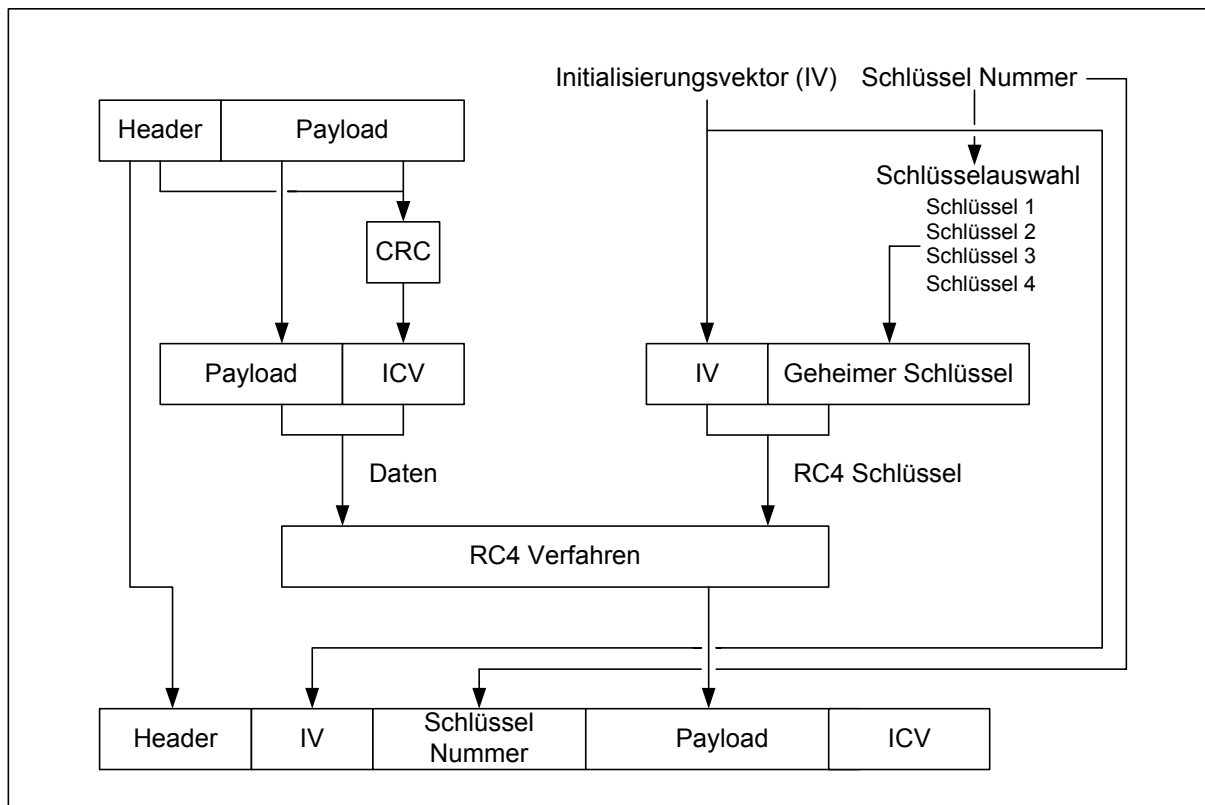 Initialisierungsvektor (IV) Schlüssel Nummer
Header Payload
Schlüsselauswahl
Schlüssel 1
Schlüssel 2
Schlüssel 3
Schlüssel 4
CRC
Payload ICV IV Geheimer Schlüssel
Daten RC4 Schlüssel
RC4 Verfahren
Header IV Schlüssel Nummer Payload ICV